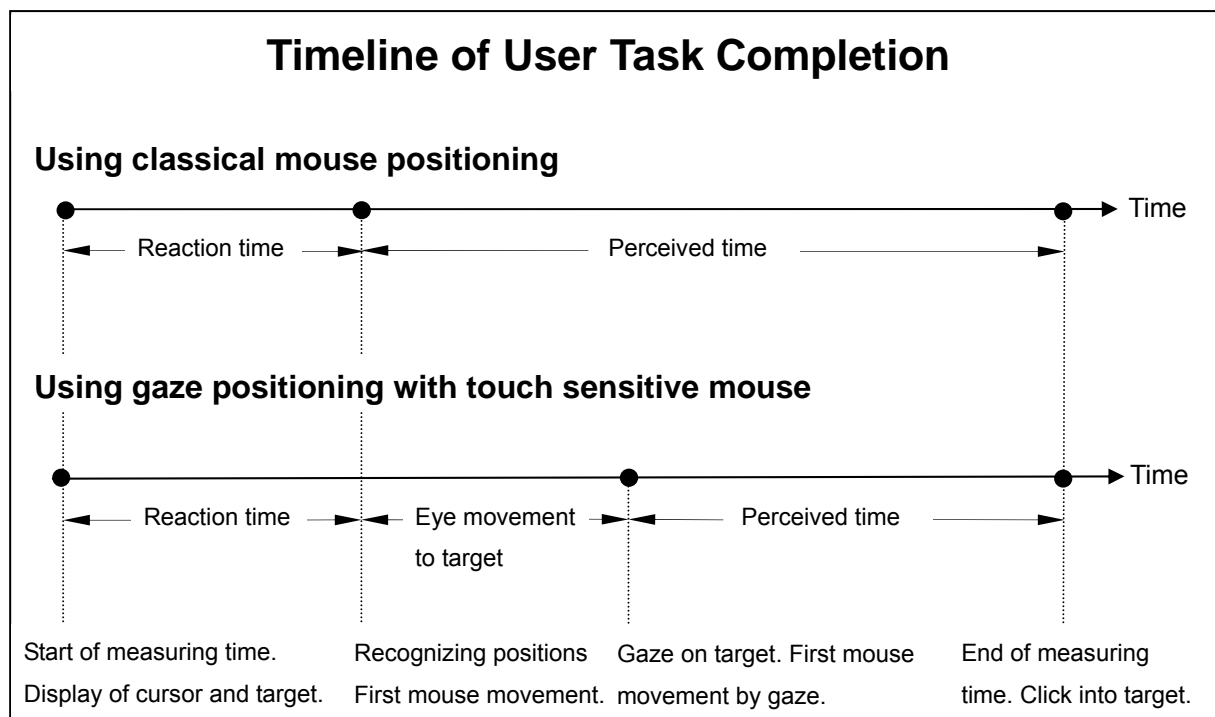 Timeline of User Task Completion
Using classical mouse positioning
Time
Reaction time
Perceived time
Using gaze positioning with touch sensitive mouse
Time
Reaction time
Eye movement
to target
Perceived time
Start of measuring time.
Display of cursor and target.
Recognizing positions
First mouse movement.
Gaze on target. First mouse
movement by gaze.
End of measuring
time. Click into target.